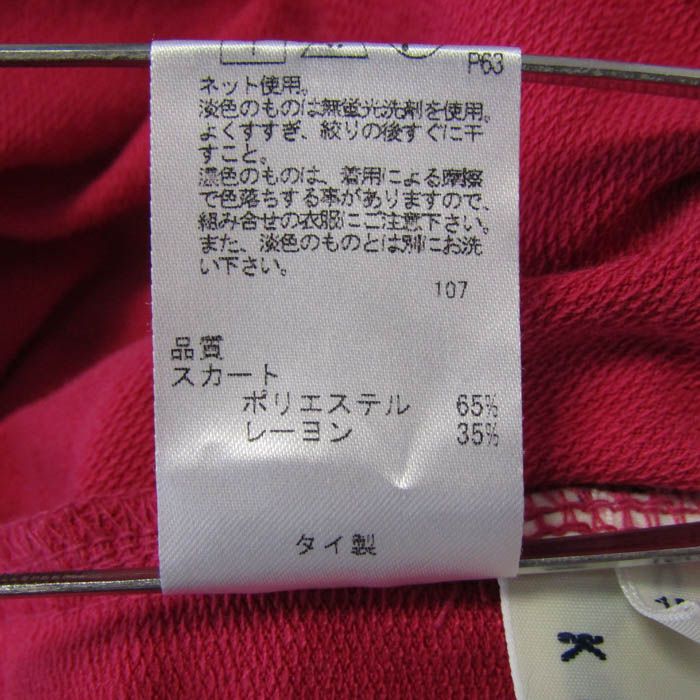 P63
ネット使用。
淡色のものは無蛍光洗剤を使用。
よくすすぎ、絞りの後すぐに干
すこと。
濃色のものは、着用による摩擦
で色落ちする事がありますので、
組み合せの衣服にご注意下さい。
また、淡色のものとは別にお洗
い下さい。
107
品質
スカート
ポリエステル 65%
レーヨン 35%
タイ製